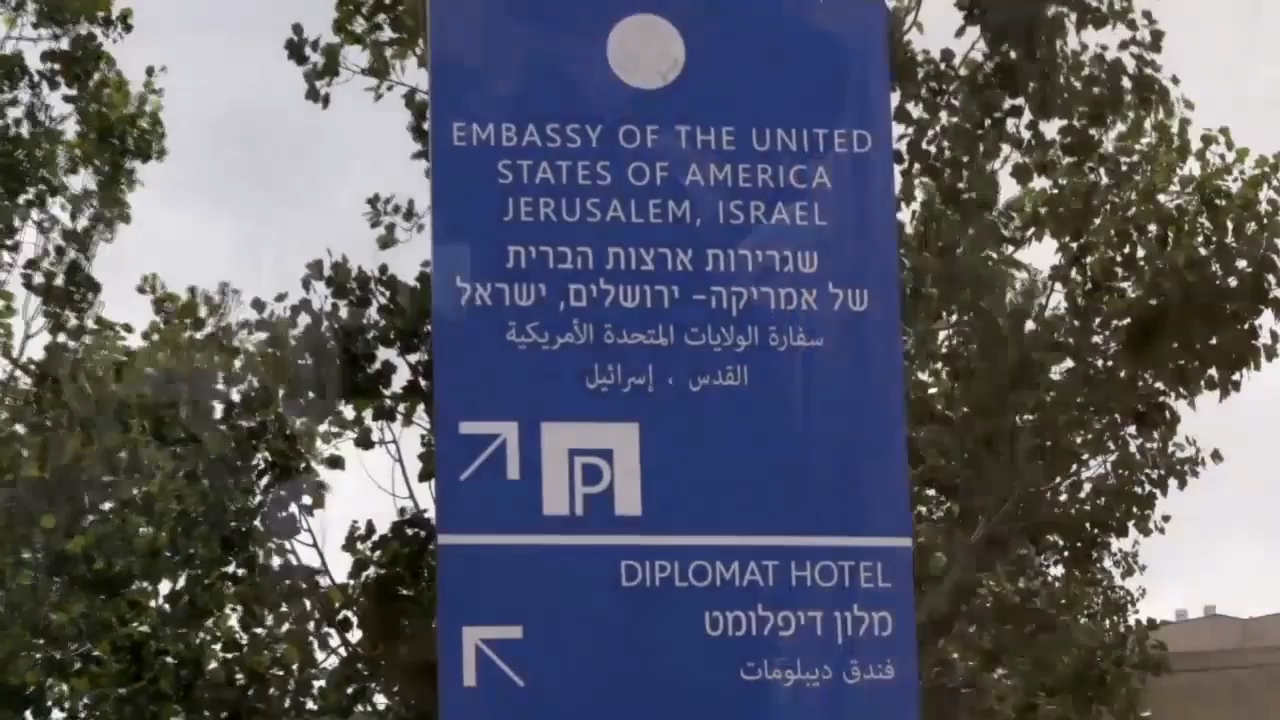 EMBASSY OF THE UNITED
STATES OF AMERICA
JERUSALEM, ISRAEL
שגרירות ארצות הברית
של אמריקה- ירושלים, ישראל
سفارة الولايات المتحدة الأمريكية
القدس ، إسرائيل
P
DIPLOMAT HOTEL
מלון דיפלומט
فندق ديبلومات